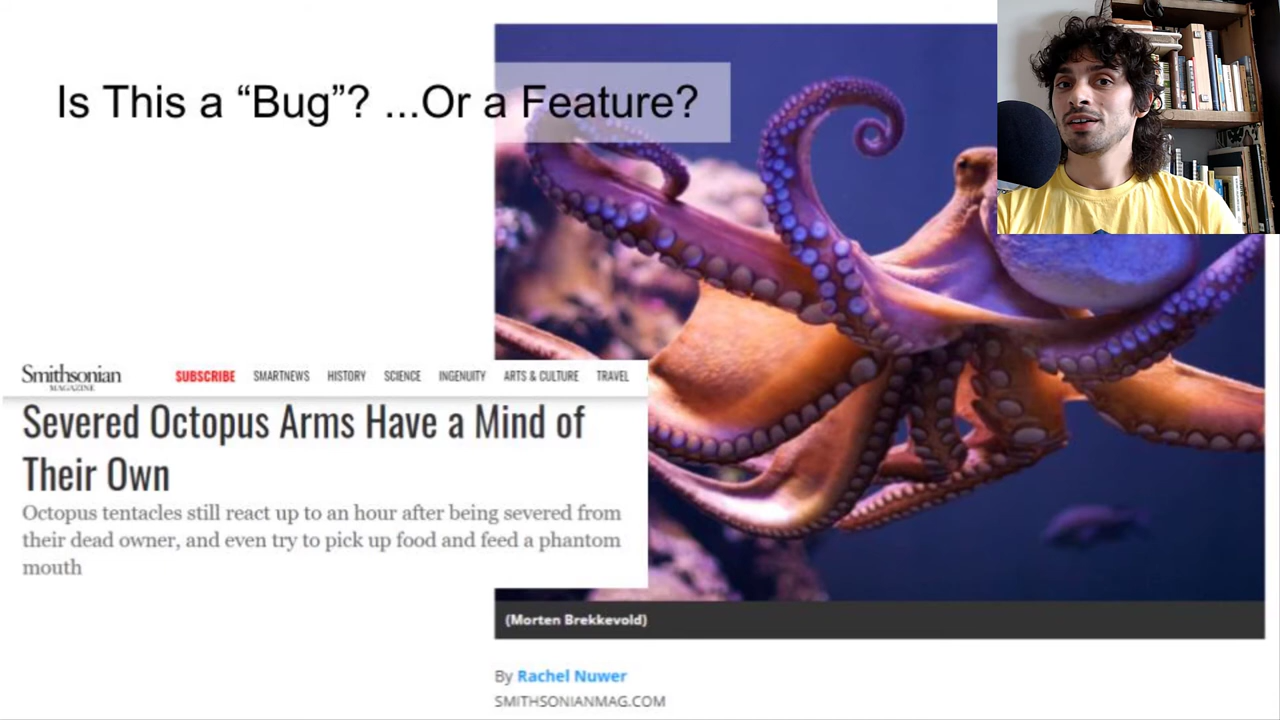 Is This a “Bug”? ...Or a Feature?
Smithsonian
MAGAZINE
SUBSCRIBE SMARTNEWS HISTORY SCIENCE INGENUITY ARTS & CULTURE TRAVEL
Severed Octopus Arms Have a Mind of
Their Own
Octopus tentacles still react up to an hour after being severed from
their dead owner, and even try to pick up food and feed a phantom
mouth
(Morten Brekkevold)
By Rachel Nuwer
SMITHSONIANMAG.COM